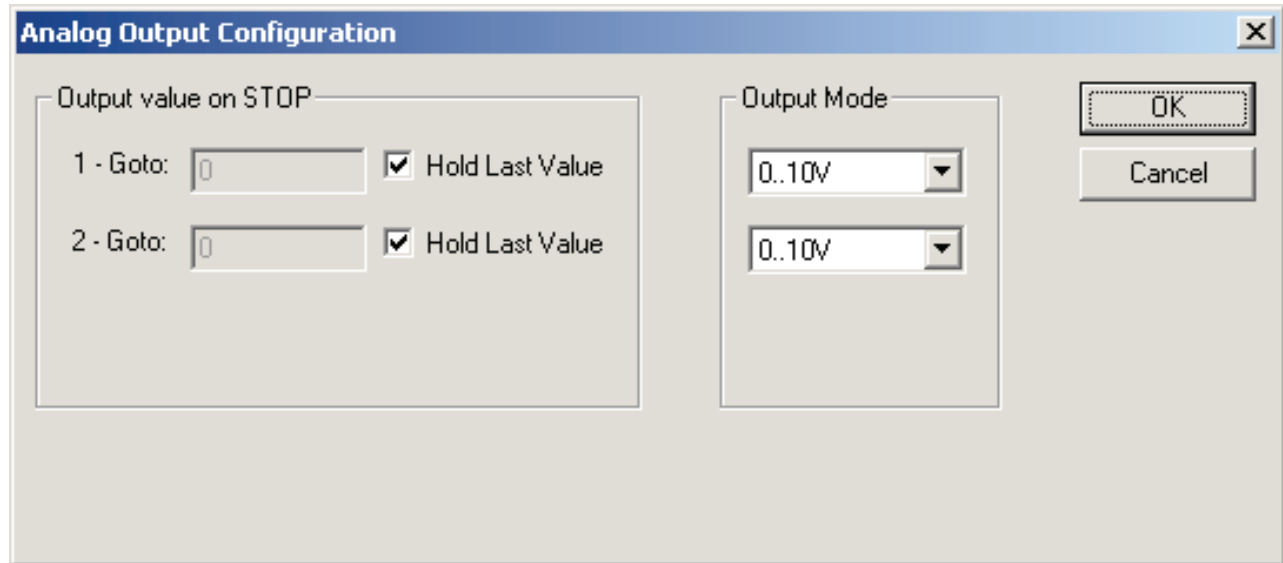 Analog Output Configuration
Output value on STOP
1 - Goto: 0 Hold Last Value
2 - Goto: 0 Hold Last Value
Output Mode
0..10V
0..10V
OK
Cancel